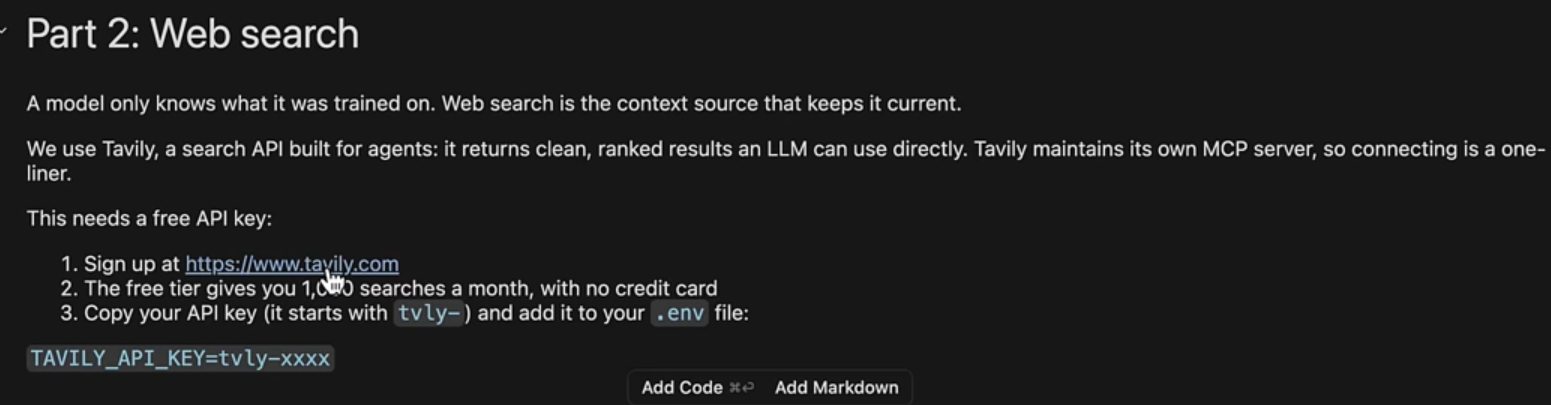 Part 2: Web search
A model only knows what it was trained on. Web search is the context source that keeps it current.
We use Tavily, a search API built for agents: it returns clean, ranked results an LLM can use directly. Tavily maintains its own MCP server, so connecting is a one-
liner.
This needs a free API key:
1. Sign up at https://www.tavily.com
2. The free tier gives you 1,000 searches a month, with no credit card
3. Copy your API key (it starts with tvly-) and add it to your .env file:
TAVILY_API_KEY=tvly-xxxx
Add Code ⌘↩ Add Markdown